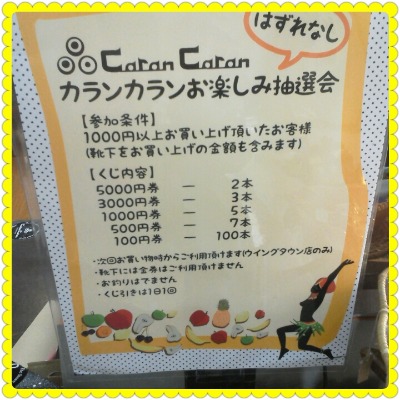 はずれなし
Caran Caran
カランカランお楽しみ抽選会
【参加条件】
1000円以上お買い上げ頂いたお客様
(靴下をお買い上げの金額も含みます)
【くじ内容】
5000円券 ー 2本
3000円券 ー 3本
1000円券 ー 5本
500円券 ー 7本
100円券 ー 100本
・次回お買い物時からご利用頂けます(ウイングタウン店のみ)
・靴下には金券はご利用頂けません
・お釣りはでません
・くじ引きは1日1回